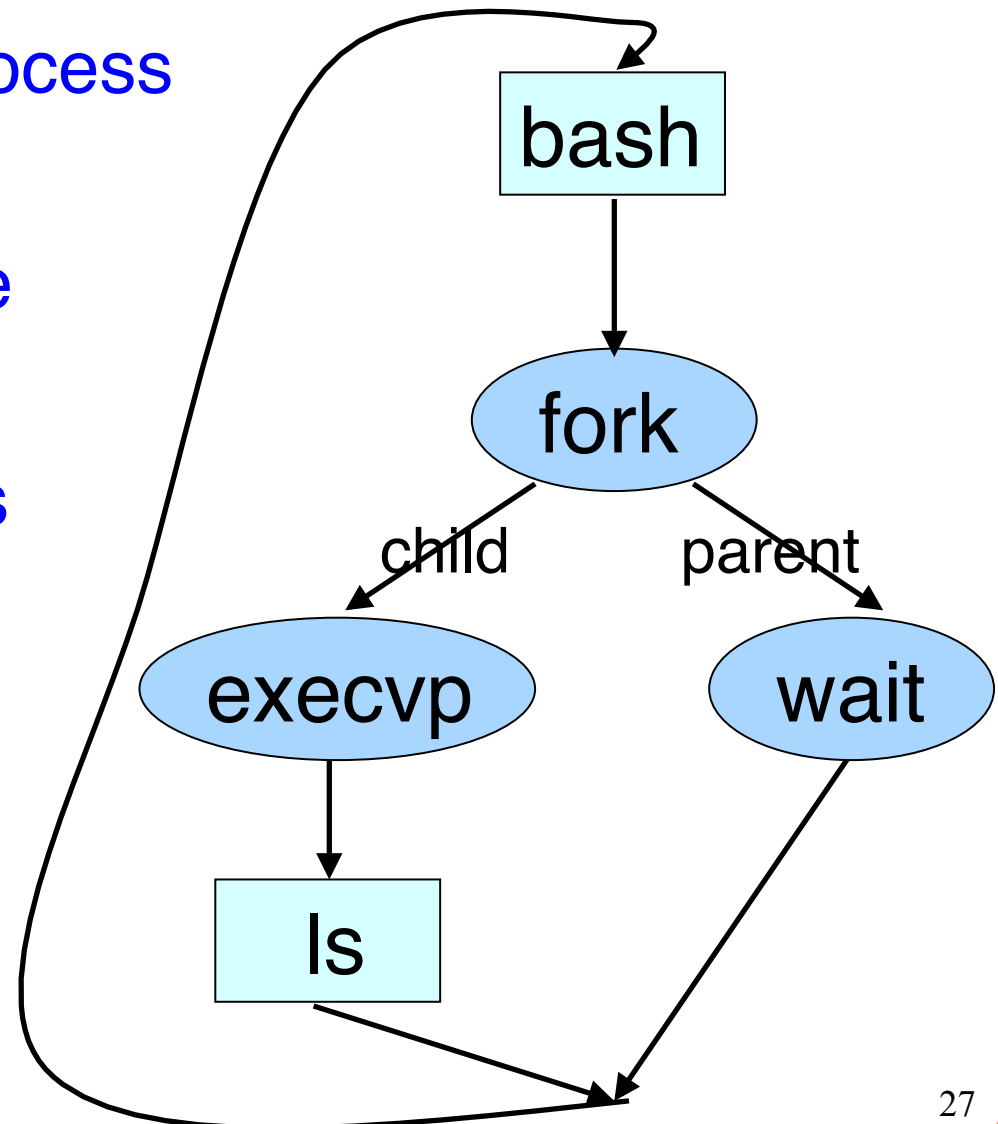 ocess
bash
e
fork
s
child parent
execvp wait
ls
27